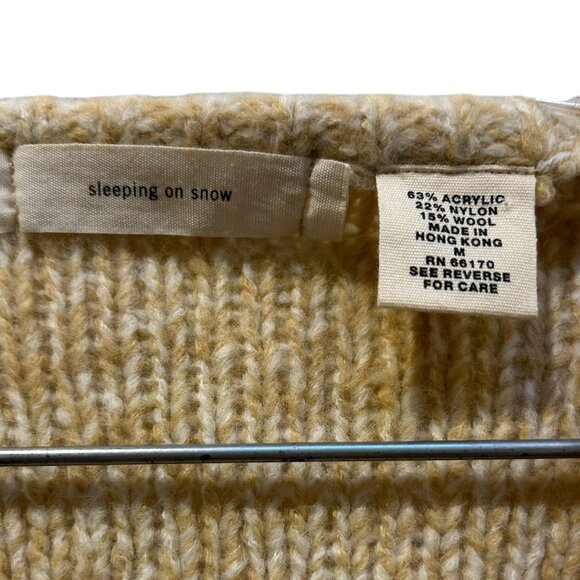 sleeping on snow
63% ACRYLIC
22% NYLON
15% WOOL
MADE IN
HONG KONG
M
RN 66170
SEE REVERSE
FOR CARE